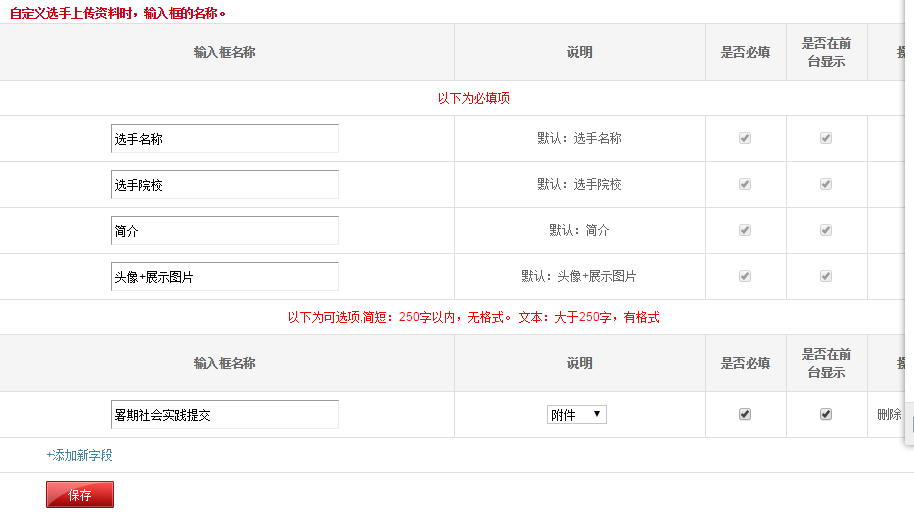 自定义选手上传资料时，输入框的名称。
输入框名称 说明 是否必填 是否在前台显示
以下为必填项
选手名称 默认：选手名称
选手院校 默认：选手院校
简介 默认：简介
头像+展示图片 默认：头像+展示图片
以下为可选项,简短：250字以内，无格式。 文本：大于250字，有格式
输入框名称 说明 是否必填 是否在前台显示
署期社会实践提交 附件 删除
+添加新字段
保存